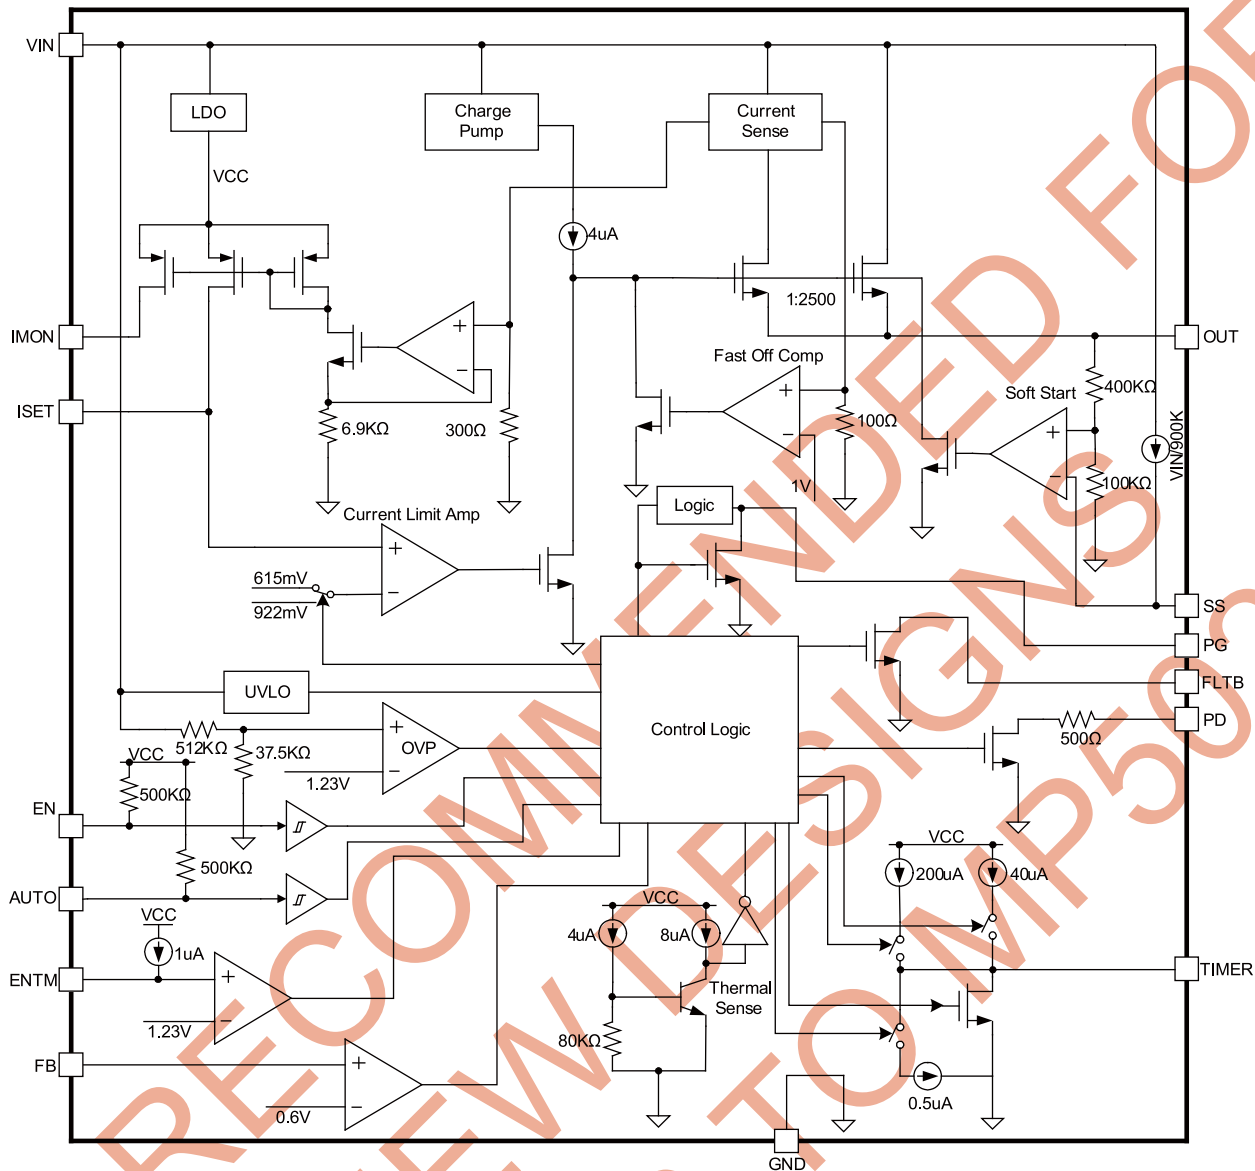 VIN
LDO
Charge
Pump
Current
Sense
VCC
4uA
1:2500
IMON
OUT
Fast Off Comp
400KΩ
Soft Start
ISET
6.9KΩ
300Ω
100Ω
VIN/900K
100KΩ
1V
Logic
Current Limit Amp
615mV
922mV
SS
PG
FLTB
UVLO
PD
Control Logic
512KΩ
37.5KΩ
OVP
500Ω
VCC
1.23V
500KΩ
EN
VCC
200uA
40uA
500KΩ
AUTO
VCC
VCC
4uA
8uA
1uA
ENTM
TIMER
Thermal
Sense
1.23V
80KΩ
FB
0.5uA
0.6V
GND
RECOMMENDED FOR
NEW DESIGNS
TO MP50